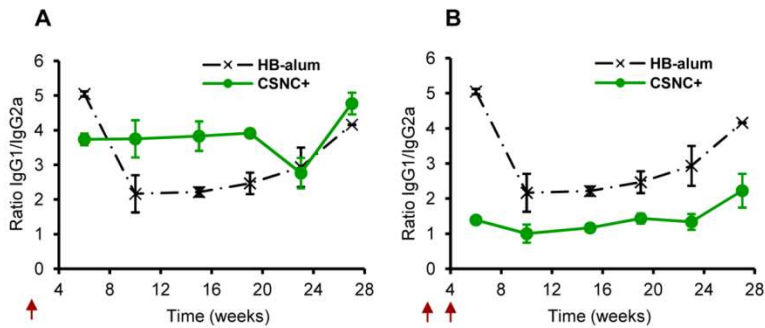 A
HB-alum
CSNC+
Ratio IgG1/IgG2a
6
5
4
3
2
1
0
4 8 12 16 20 24 28
Time (weeks)
B
HB-alum
CSNC+
Ratio IgG1/IgG2a
6
5
4
3
2
1
0
4 8 12 16 20 24 28
Time (weeks)